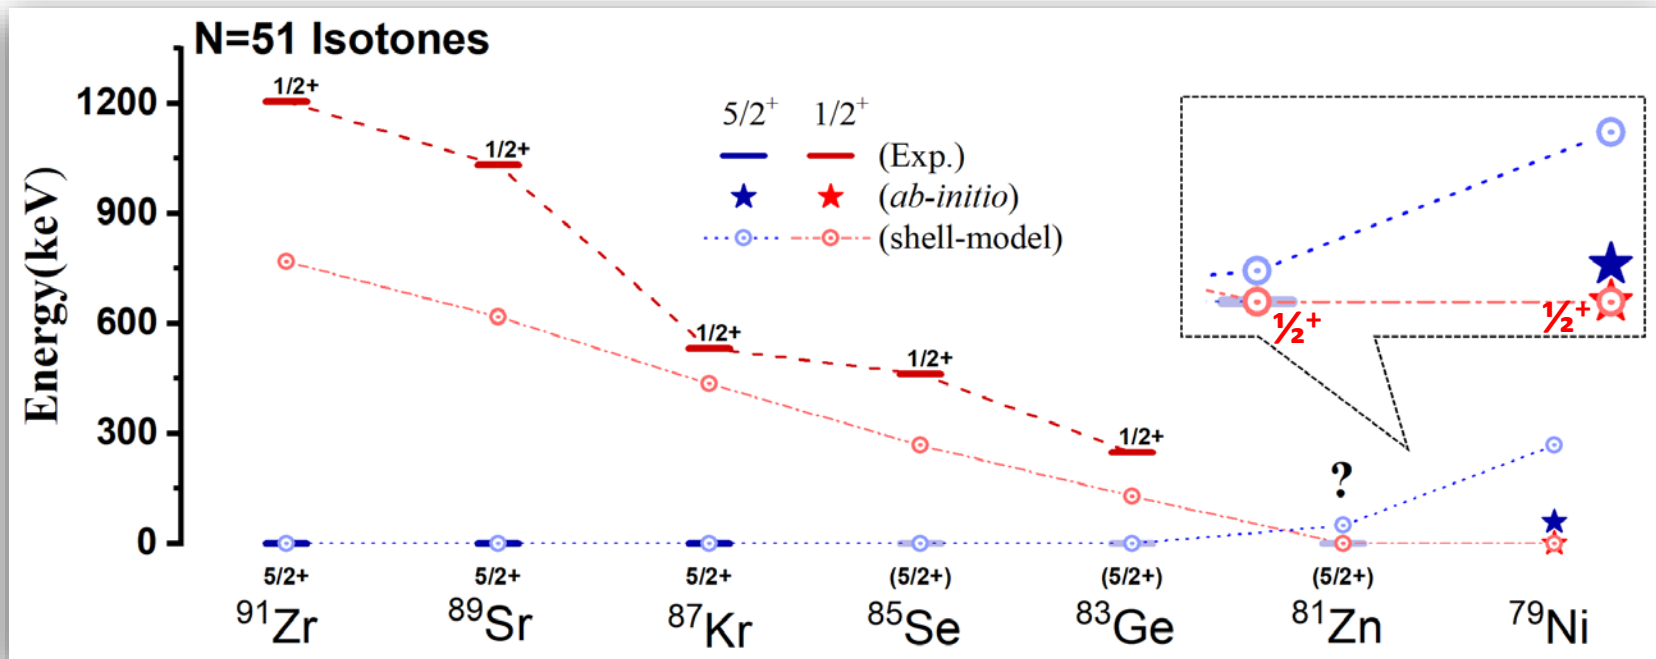 N=51 Isotones
Energy(keV)
1200
900
600
300
0
1/2+
1/2+
1/2+
1/2+
1/2+
5/2⁺ 1/2⁺
(Exp.)
(ab-initio)
(shell-model)
½⁺ ½⁺
?
5/2+ 5/2+ 5/2+ (5/2+) (5/2+) (5/2+)
⁹¹Zr ⁸⁹Sr ⁸⁷Kr ⁸⁵Se ⁸³Ge ⁸¹Zn ⁷⁹Ni